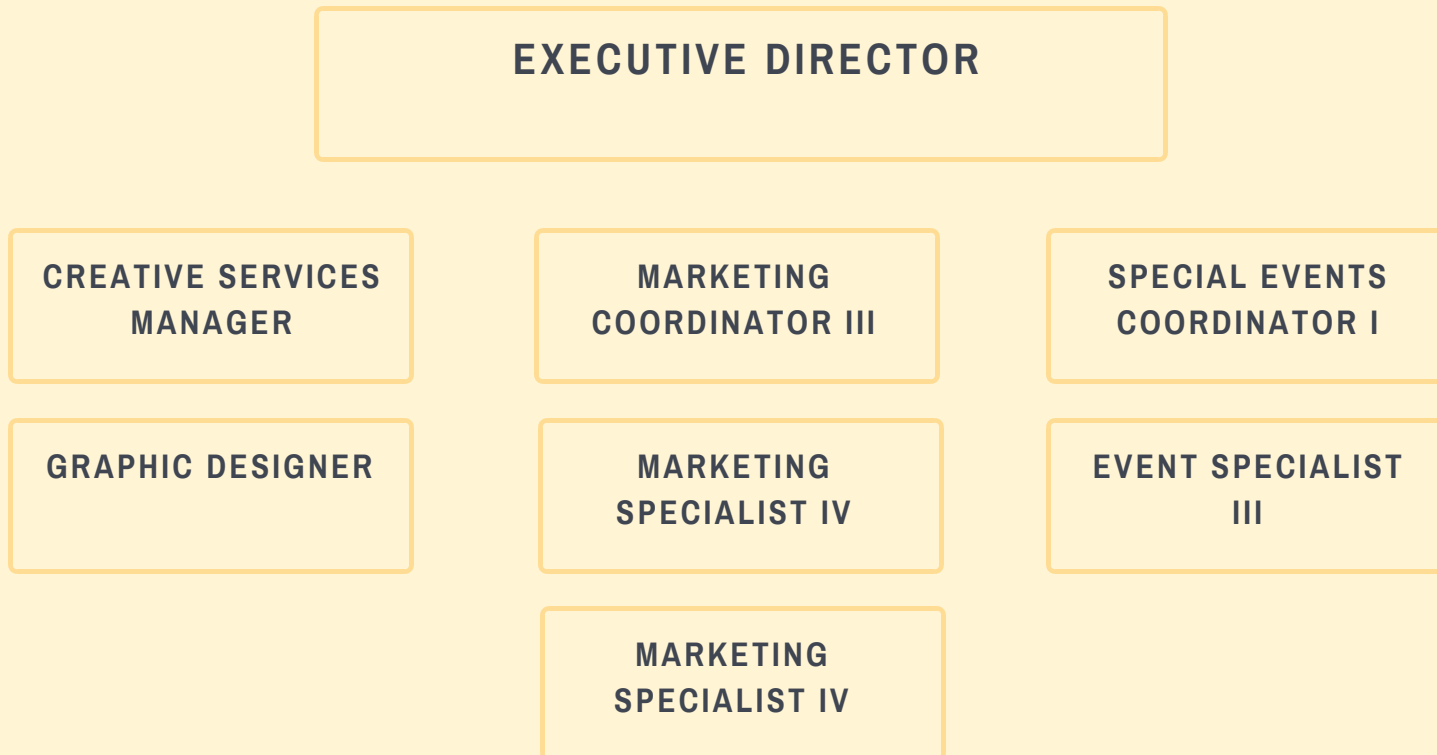 EXECUTIVE DIRECTOR
CREATIVE SERVICES
MANAGER
MARKETING
COORDINATOR III
SPECIAL EVENTS
COORDINATOR I
GRAPHIC DESIGNER
MARKETING
SPECIALIST IV
EVENT SPECIALIST
III
MARKETING
SPECIALIST IV